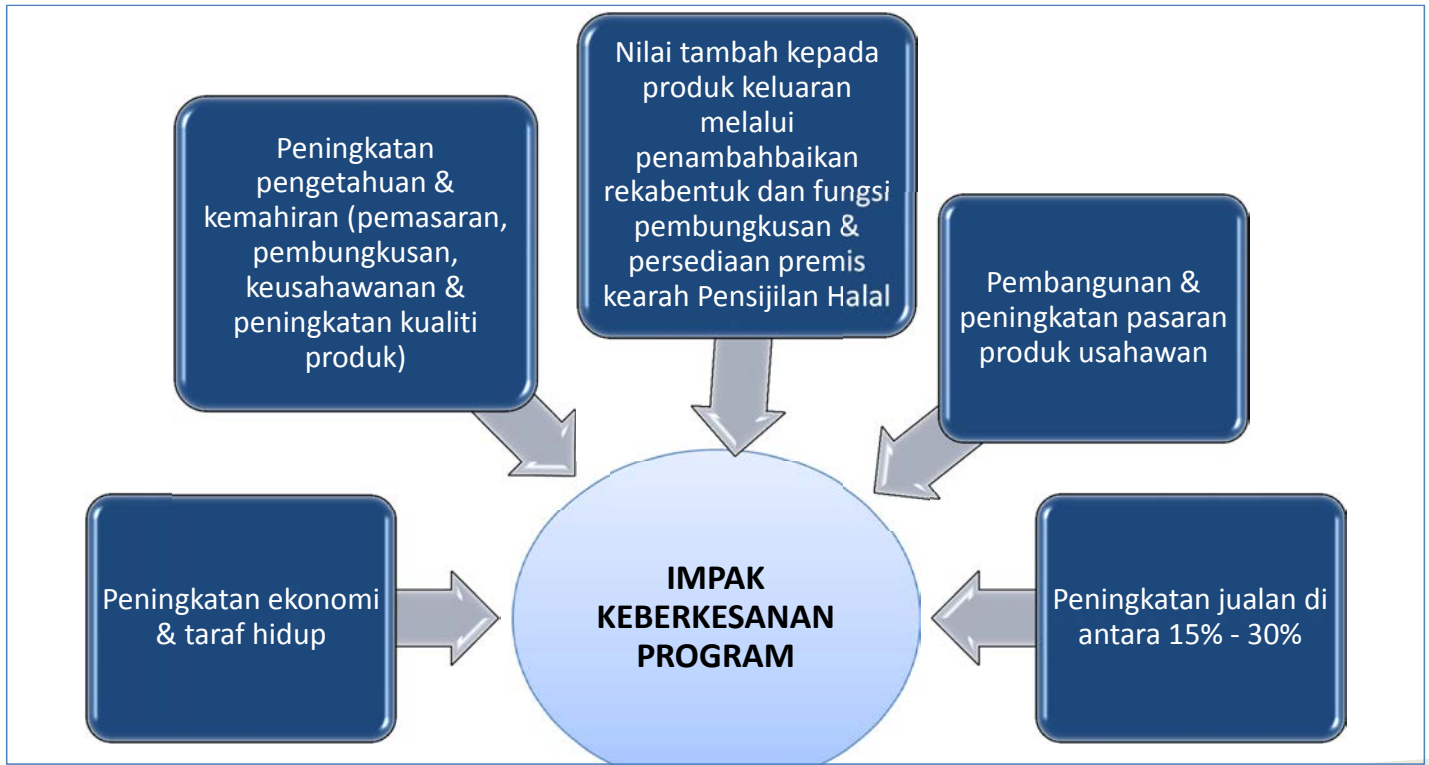 Peningkatan ekonomi
& taraf hidup
Peningkatan
pengetahuan &
kemahiran (pemasaran,
pembungkusan,
keusahawanan &
peningkatan kualiti
produk)
Nilai tambah kepada
produk keluaran
melalui
penambahbaikan
rekabentuk dan fungsi
pembungkusan &
persediaan premis
kearah Pensijilan Halal
Pembangunan &
peningkatan pasaran
produk usahawan
Peningkatan jualan di
antara 15% - 30%
IMPAK
KEBERKESANAN
PROGRAM